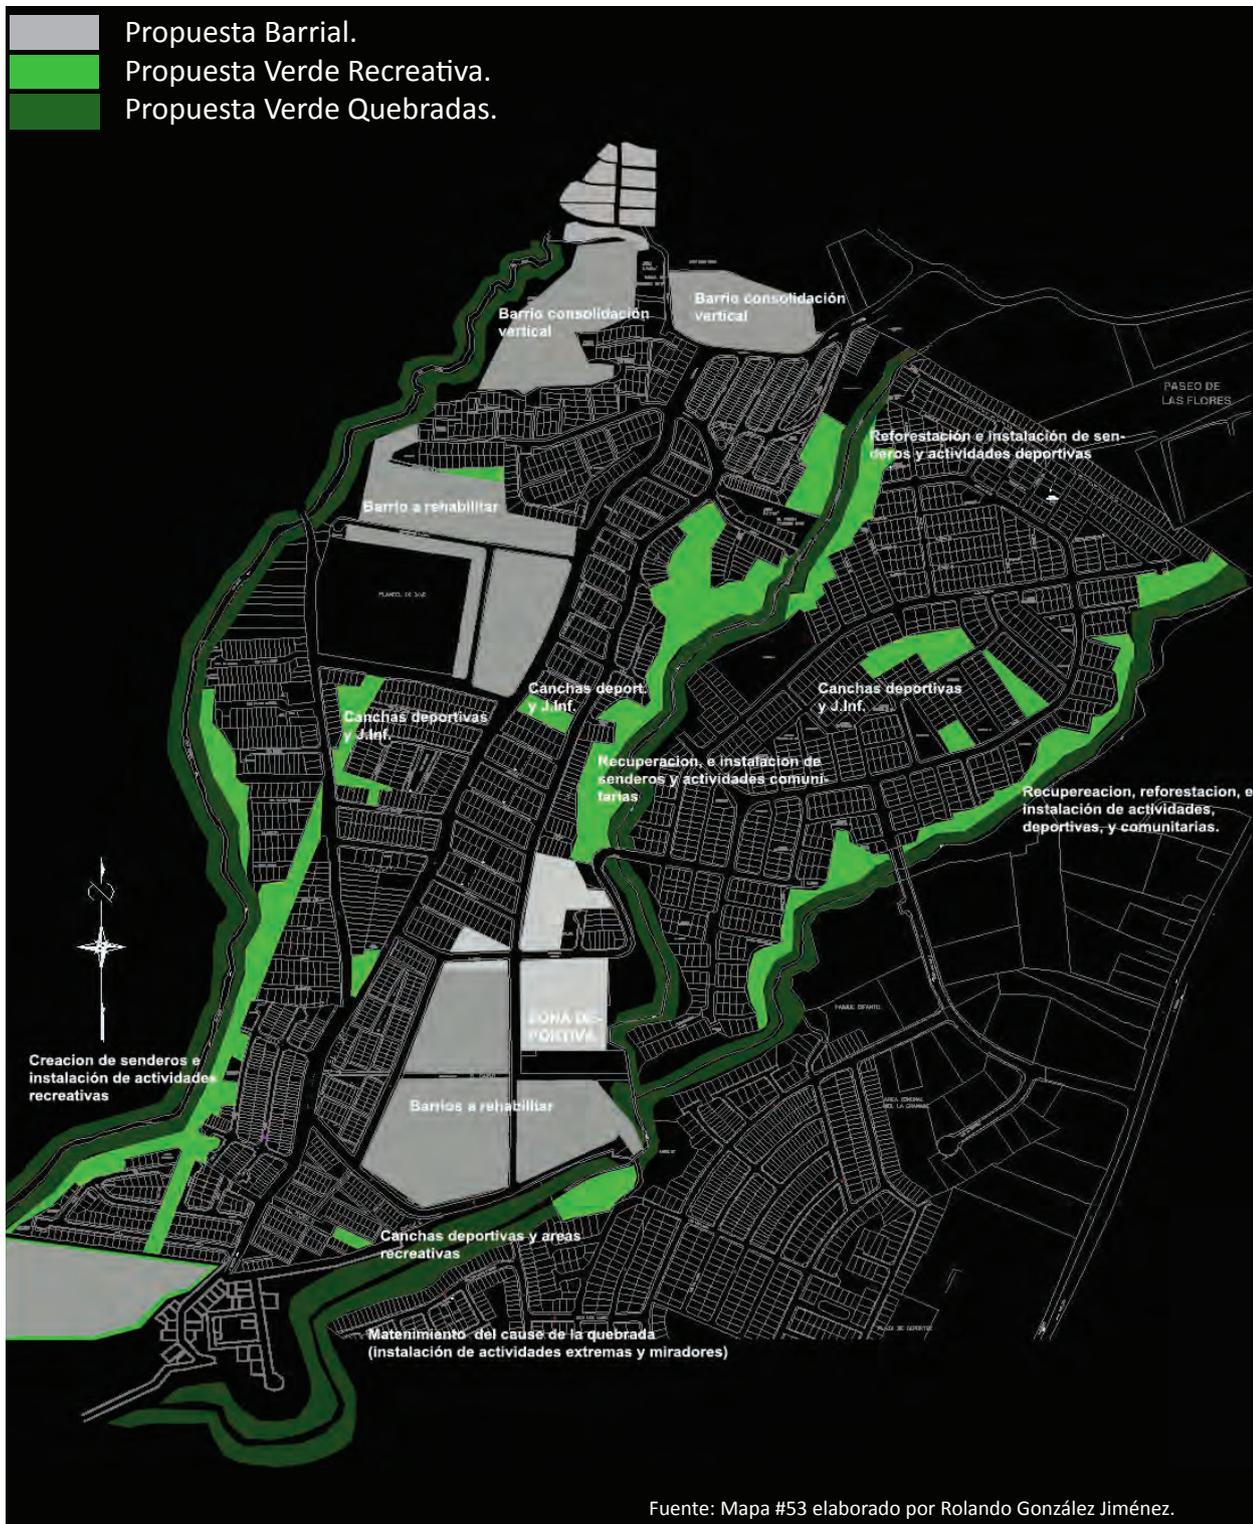 Propuesta Barrial.
Propuesta Verde Recreativa.
Propuesta Verde Quebradas.
Barrio consolidación
vertical
Barrio consolidación
vertical
PASEO DE
LAS FLORES
Reforestación e instalación de sen-
deros y actividades deportivas
Barrio a rehabilitar
PLANTEL DE
Canchas deport.
y J.Inf.
Canchas deportivas
y J.Inf.
Canchas deportivas
y J.Inf.
Recuperacion, e instalacion de
senderos y actividades comuni-
tarias
Recupereacion, reforestacion, e
instalación de actividades,
deportivas, y comunitarias.
ZONA DE-
PORTIVA
Creacion de senderos e
instalación de actividades
recreativas
Barrios a rehabilitar
Canchas deportivas y areas
recreativas
Matenimiento del cause de la quebrada
(instalación de actividades extremas y miradores)
Fuente: Mapa #53 elaborado por Rolando González Jiménez.